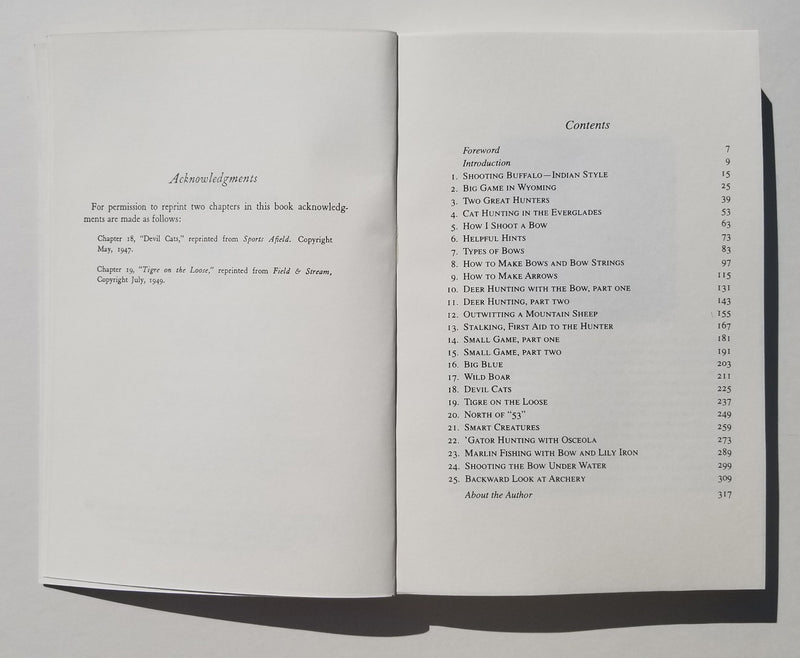 Acknowledgments
For permission to reprint two chapters in this book acknowledg-
ments are made as follows:
Chapter 18, "Devil Cats," reprinted from Sports Afield. Copyright
May, 1947.
Chapter 19, "Tigre on the Loose," reprinted from Field & Stream,
Copyright July, 1949.
Contents
Foreword 7
Introduction 9
1. Shooting Buffalo—Indian Style 15
2. Big Game in Wyoming 25
3. Two Great Hunters 39
4. Cat Hunting in the Everglades 53
5. How I Shoot a Bow 63
6. Helpful Hints 73
7. Types of Bows 83
8. How to Make Bows and Bow Strings 97
9. How to Make Arrows 115
10. Deer Hunting with the Bow, part one 131
11. Deer Hunting, part two 143
12. Outwitting a Mountain Sheep 155
13. Stalking, First Aid to the Hunter 167
14. Small Game, part one 181
15. Small Game, part two 191
16. Big Blue 203
17. Wild Boar 211
18. Devil Cats 225
19. Tigre on the Loose 237
20. North of "53" 249
21. Smart Creatures 259
22. 'Gator Hunting with Osceola 273
23. Marlin Fishing with Bow and Lily Iron 289
24. Shooting the Bow Under Water 299
25. Backward Look at Archery 309
About the Author 317